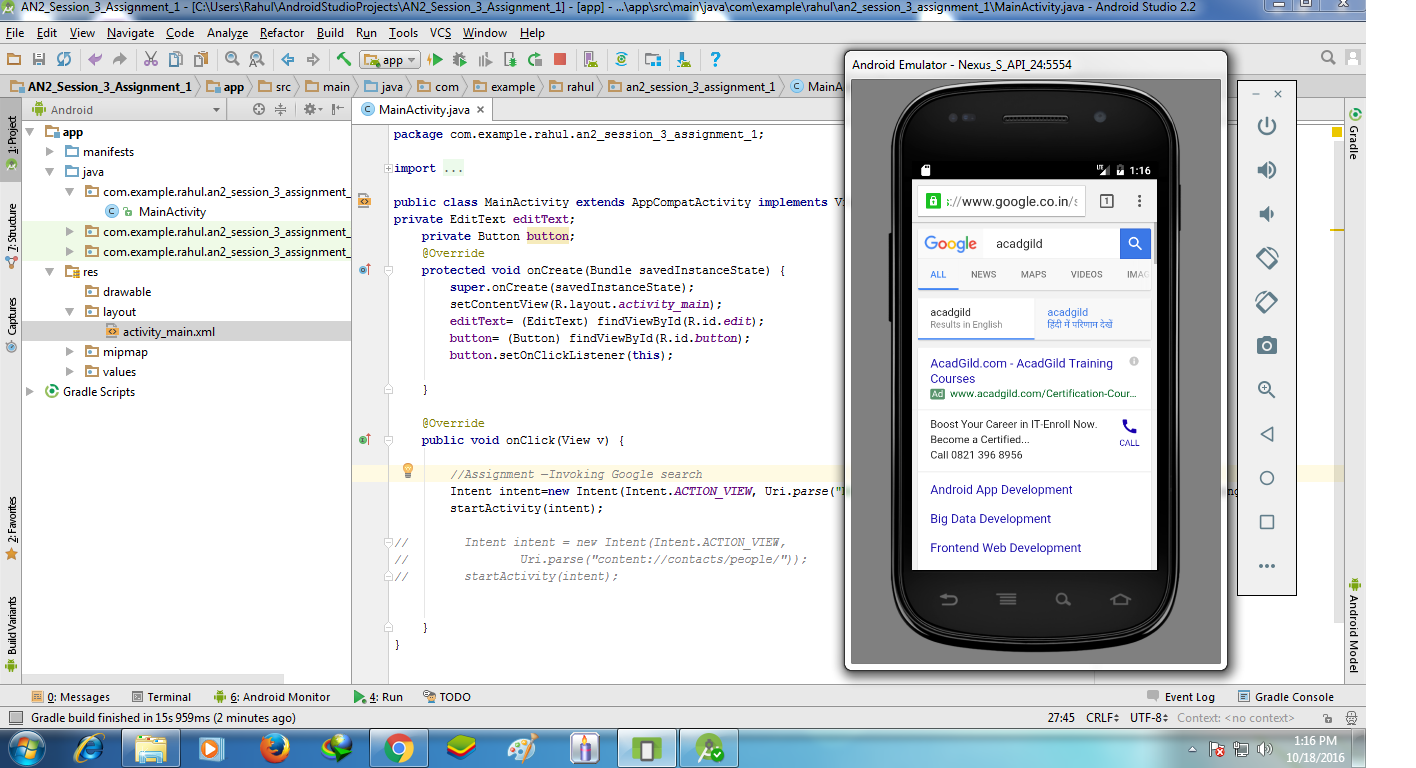 AN2_Session_3_Assignment_1 - [C:\Users\Rahul\AndroidStudioProjects\AN2_Session_3_Assignment_1] - [app] - ...\app\src\main\java\com\example\rahul\an2_session_3_assignment_1\MainActivity.java - Android Studio 2.2
File Edit View Navigate Code Analyze Refactor Build Run Tools VCS Window Help
app
AN2_Session_3_Assignment_1 app src main java com example rahul an2_session_3_assignment_1 MainA
Android
MainActivity.java
1: Project
7: Structure
Captures
2: Favorites
Build Variants
app
manifests
java
com.example.rahul.an2_session_3_assignment_
MainActivity
com.example.rahul.an2_session_3_assignment_
com.example.rahul.an2_session_3_assignment_
res
drawable
layout
activity_main.xml
mipmap
values
Gradle Scripts
package com.example.rahul.an2_session_3_assignment_1;
import ...
public class MainActivity extends AppCompatActivity implements Vi
private EditText editText;
private Button button;
@Override
protected void onCreate(Bundle savedInstanceState) {
super.onCreate(savedInstanceState);
setContentView(R.layout.activity_main);
editText= (EditText) findViewById(R.id.edit);
button= (Button) findViewById(R.id.button);
button.setOnClickListener(this);
}
@Override
public void onClick(View v) {
//Assignment —Invoking Google search
Intent intent=new Intent(Intent.ACTION_VIEW, Uri.parse("
startActivity(intent);
// Intent intent = new Intent(Intent.ACTION_VIEW,
// Uri.parse("content://contacts/people/"));
// startActivity(intent);
}
}
Android Emulator - Nexus_S_API_24:5554
LTE 1:16
://www.google.co.in/s 1
Google acadgild
ALL NEWS MAPS VIDEOS IMAG
acadgild
Results in English
acadgild
हिंदी में परिणाम देखें
AcadGild.com - AcadGild Training
Courses
Ad www.acadgild.com/Certification-Cour...
Boost Your Career in IT-Enroll Now.
Become a Certified...
Call 0821 396 8956
CALL
Android App Development
Big Data Development
Frontend Web Development
Gradle
Android Model
0: Messages Terminal 6: Android Monitor 4: Run TODO Event Log Gradle Console
Gradle build finished in 15s 959ms (2 minutes ago) 27:45 CRLF UTF-8 Context: <no context>
1:16 PM
10/18/2016